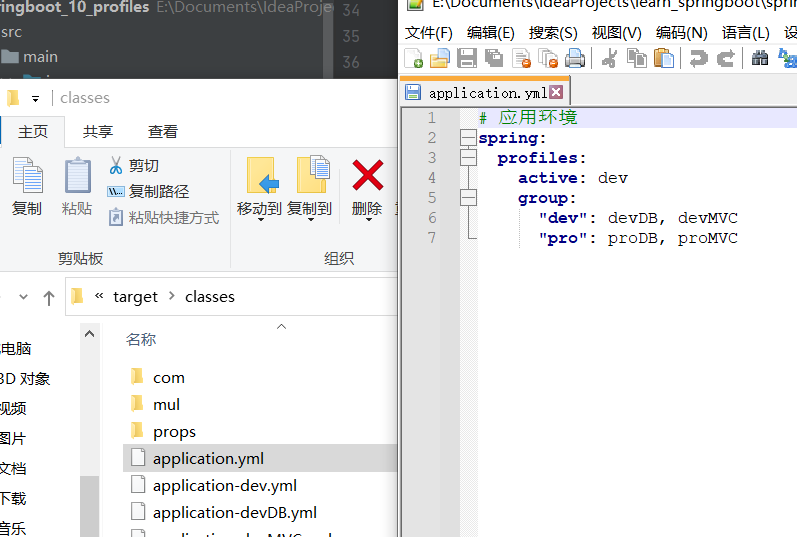 ringboot_10_profiles E:\Documents\IdeaProje
src
main
34
35
36
classes
主页 共享 查看
复制
粘贴
剪切
复制路径
粘贴快捷方式
剪贴板
移动到 复制到
删除
组织
« target > classes
名称
电脑
3D 对象
视频
图片
文档
下载
音乐
com
mul
props
application.yml
application-dev.yml
application-devDB.yml
E:\Documents\IdeaProjects\learn_springboot\spri
文件(F) 编辑(E) 搜索(S) 视图(V) 编码(N) 语言(L) 设
application.yml
1 # 应用环境
2 spring:
3 profiles:
4 active: dev
5 group:
6 "dev": devDB, devMVC
7 "pro": proDB, proMVC